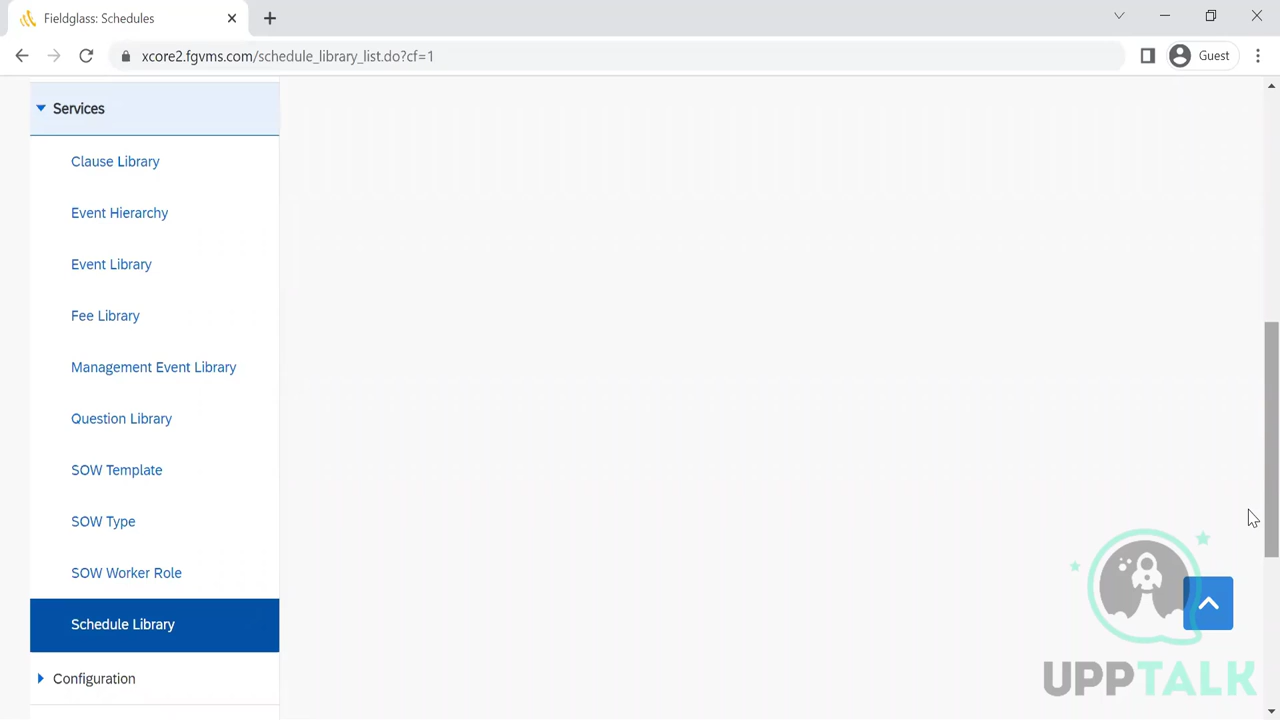 Fieldglass: Schedules
xcore2.fgvms.com/schedule_library_list.do?cf=1
Guest
Services
Clause Library
Event Hierarchy
Event Library
Fee Library
Management Event Library
Question Library
SOW Template
SOW Type
SOW Worker Role
Schedule Library
Configuration
UPPTALK